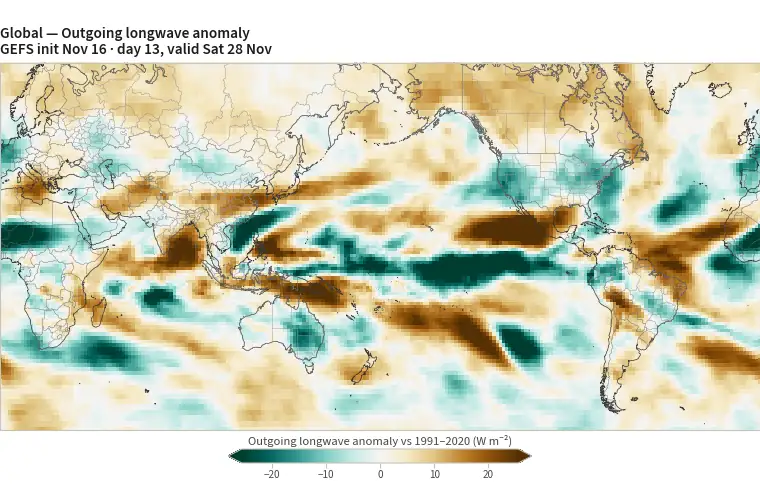 Global — Outgoing longwave anomaly
GEFS init Nov 16 · day 13, valid Sat 28 Nov
Outgoing longwave anomaly vs 1991–2020 (W m⁻²)
−20 −10 0 10 20